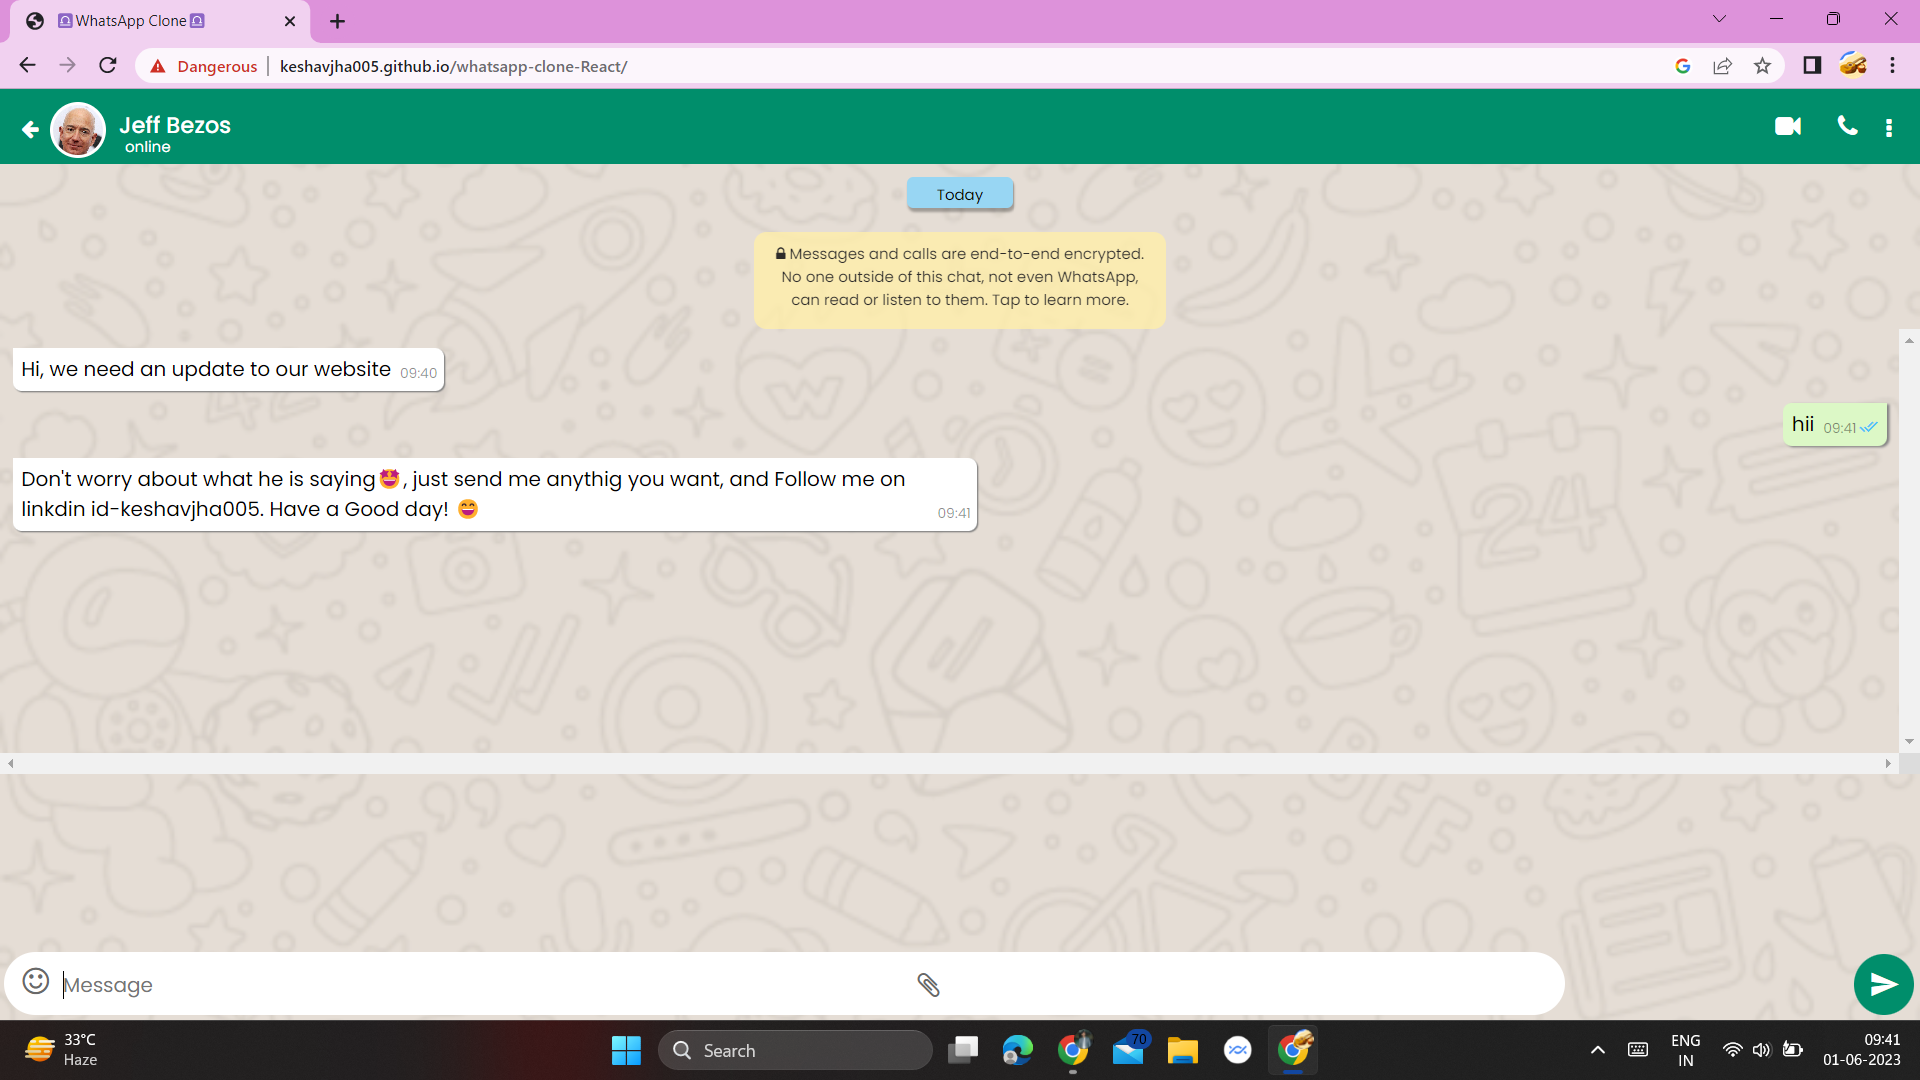 ♎WhatsApp Clone♎
Dangerous
keshavjha005.github.io/whatsapp-clone-React/
Jeff Bezos
online
Today
Messages and calls are end-to-end encrypted.
No one outside of this chat, not even WhatsApp,
can read or listen to them. Tap to learn more.
Hi, we need an update to our website 09:40
hii 09:41
Don't worry about what he is saying🤩, just send me anythig you want, and Follow me on
linkdin id-keshavjha005. Have a Good day! 😄
09:41
Message
33°C
Haze
Search
70
ENG
IN
09:41
01-06-2023